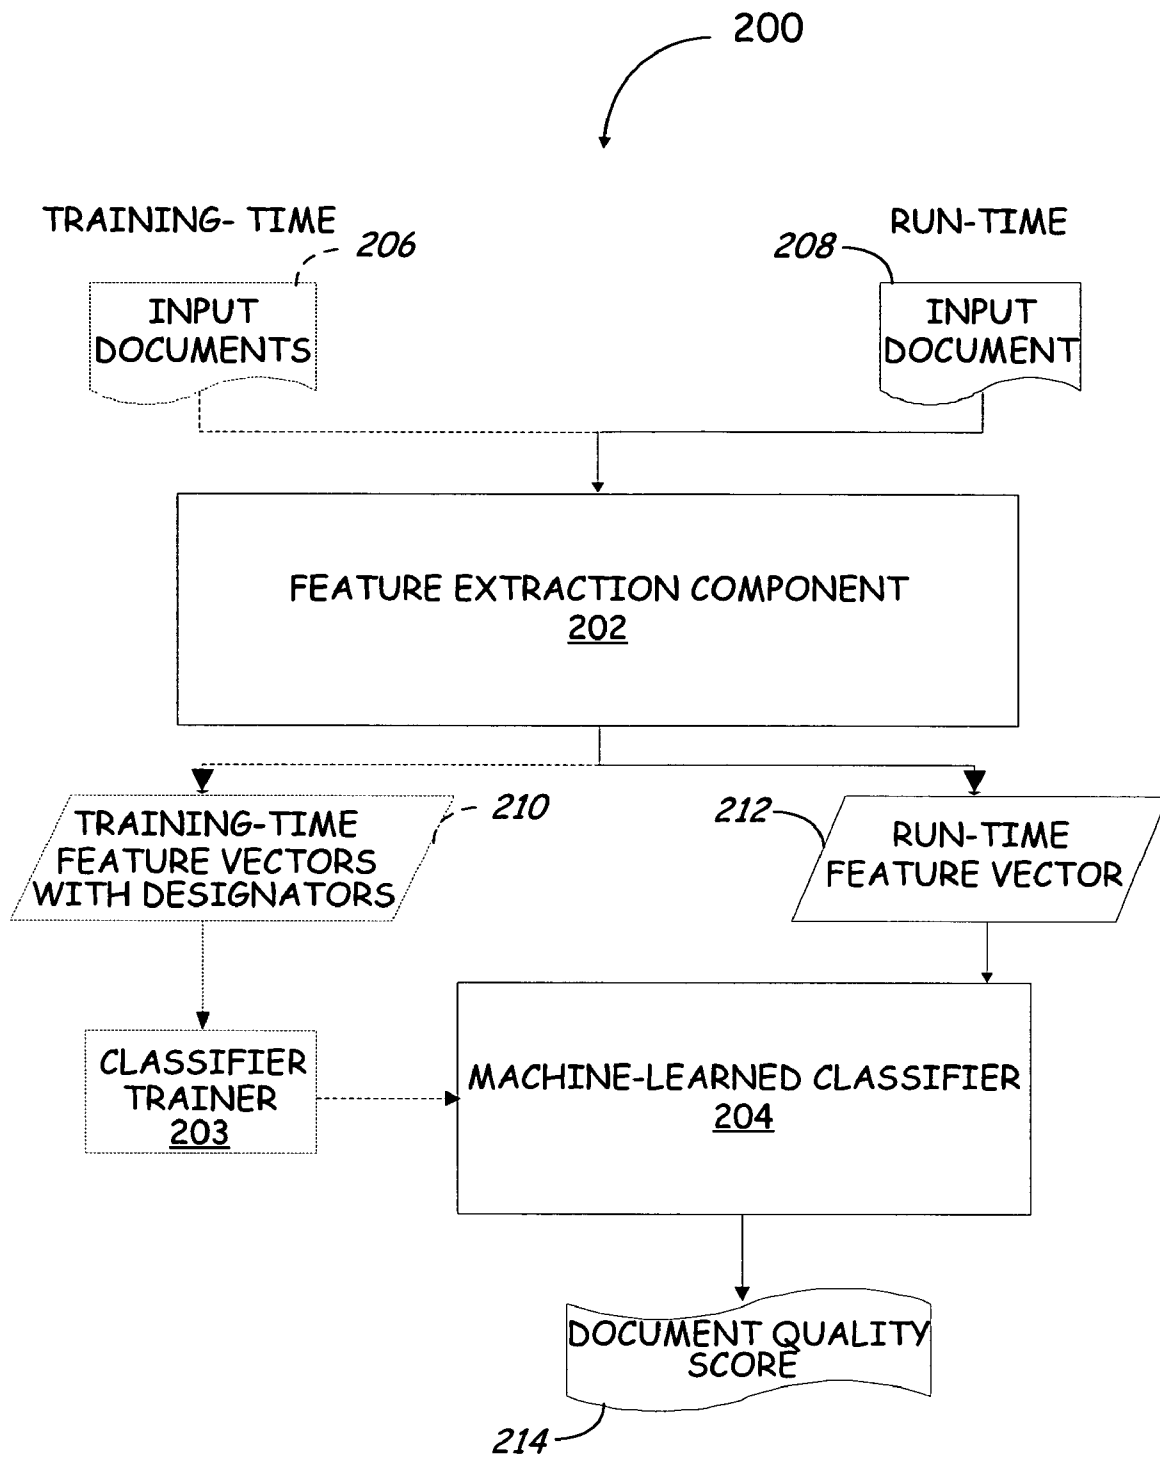 200
TRAINING- TIME
206
INPUT
DOCUMENTS
RUN-TIME
208
INPUT
DOCUMENT
FEATURE EXTRACTION COMPONENT
202
210
TRAINING-TIME
FEATURE VECTORS
WITH DESIGNATORS
212
RUN-TIME
FEATURE VECTOR
CLASSIFIER
TRAINER
203
MACHINE-LEARNED CLASSIFIER
204
DOCUMENT QUALITY
SCORE
214